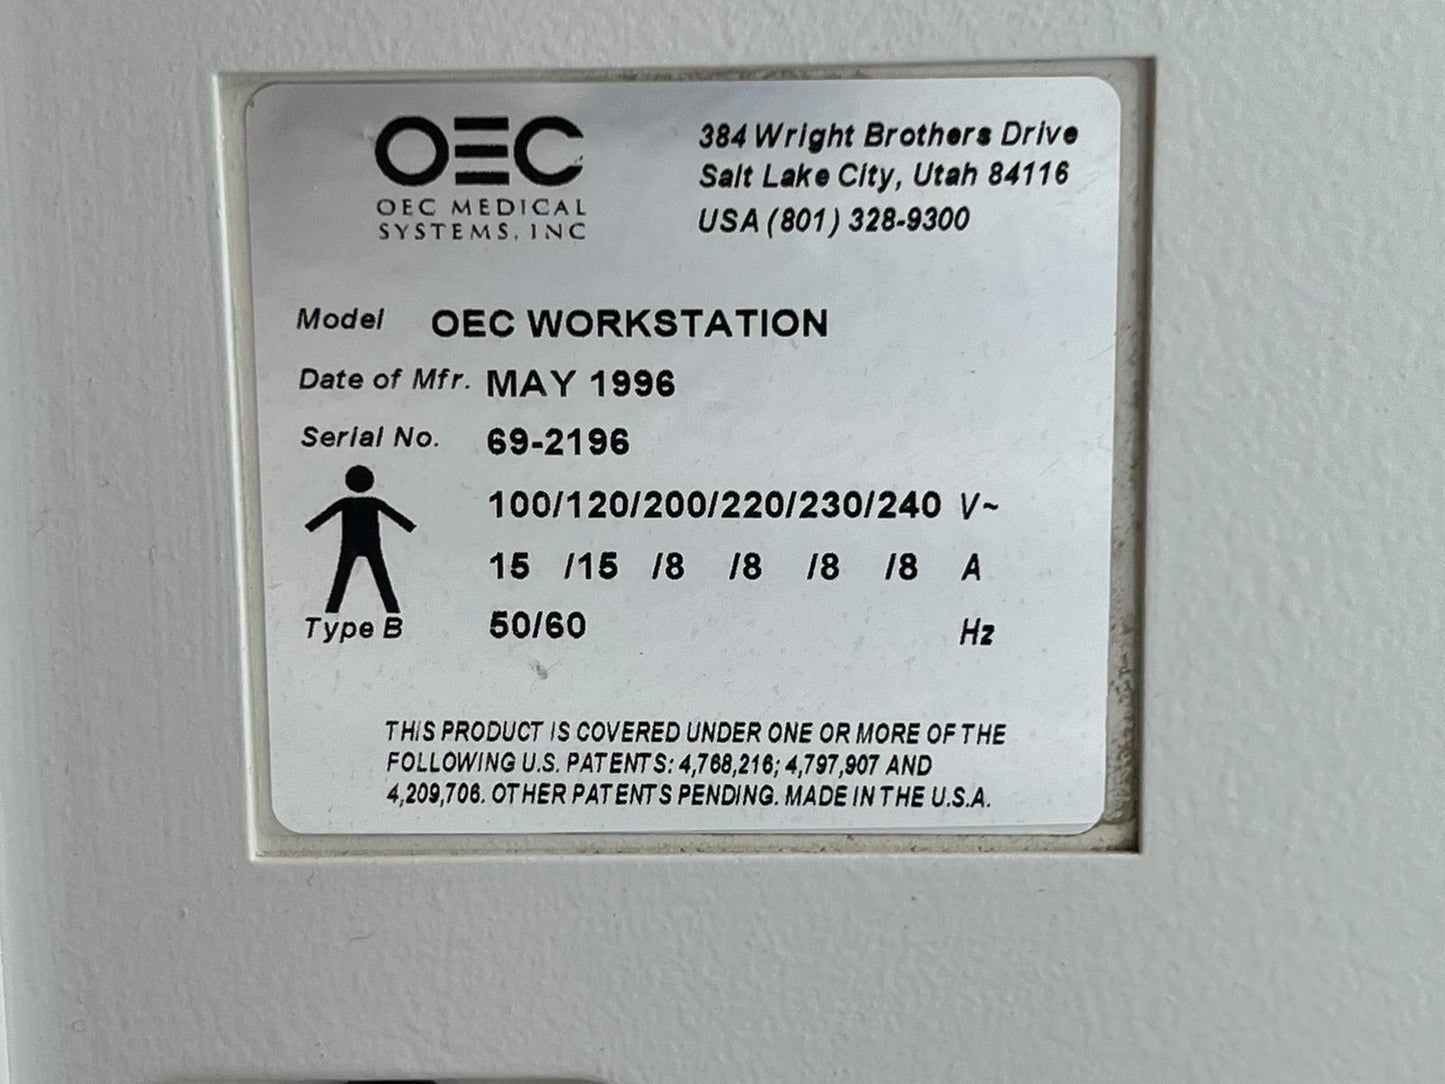 OEC
OEC MEDICAL
SYSTEMS, INC
384 Wright Brothers Drive
Salt Lake City, Utah 84116
USA (801) 328-9300
Model OEC WORKSTATION
Date of Mfr. MAY 1996
Serial No. 69-2196
100/120/200/220/230/240 V~
15 /15 /8 /8 /8 /8 A
Type B 50/60 Hz
THIS PRODUCT IS COVERED UNDER ONE OR MORE OF THE
FOLLOWING U.S. PATENTS: 4,768,216; 4,797,907 AND
4,209,706. OTHER PATENTS PENDING. MADE IN THE U.S.A.